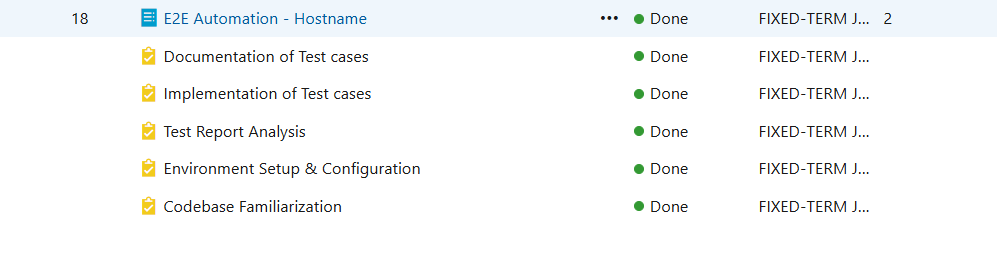 18 E2E Automation - Hostname ••• Done FIXED-TERM J... 2
Documentation of Test cases Done FIXED-TERM J...
Implementation of Test cases Done FIXED-TERM J...
Test Report Analysis Done FIXED-TERM J...
Environment Setup & Configuration Done FIXED-TERM J...
Codebase Familiarization Done FIXED-TERM J...